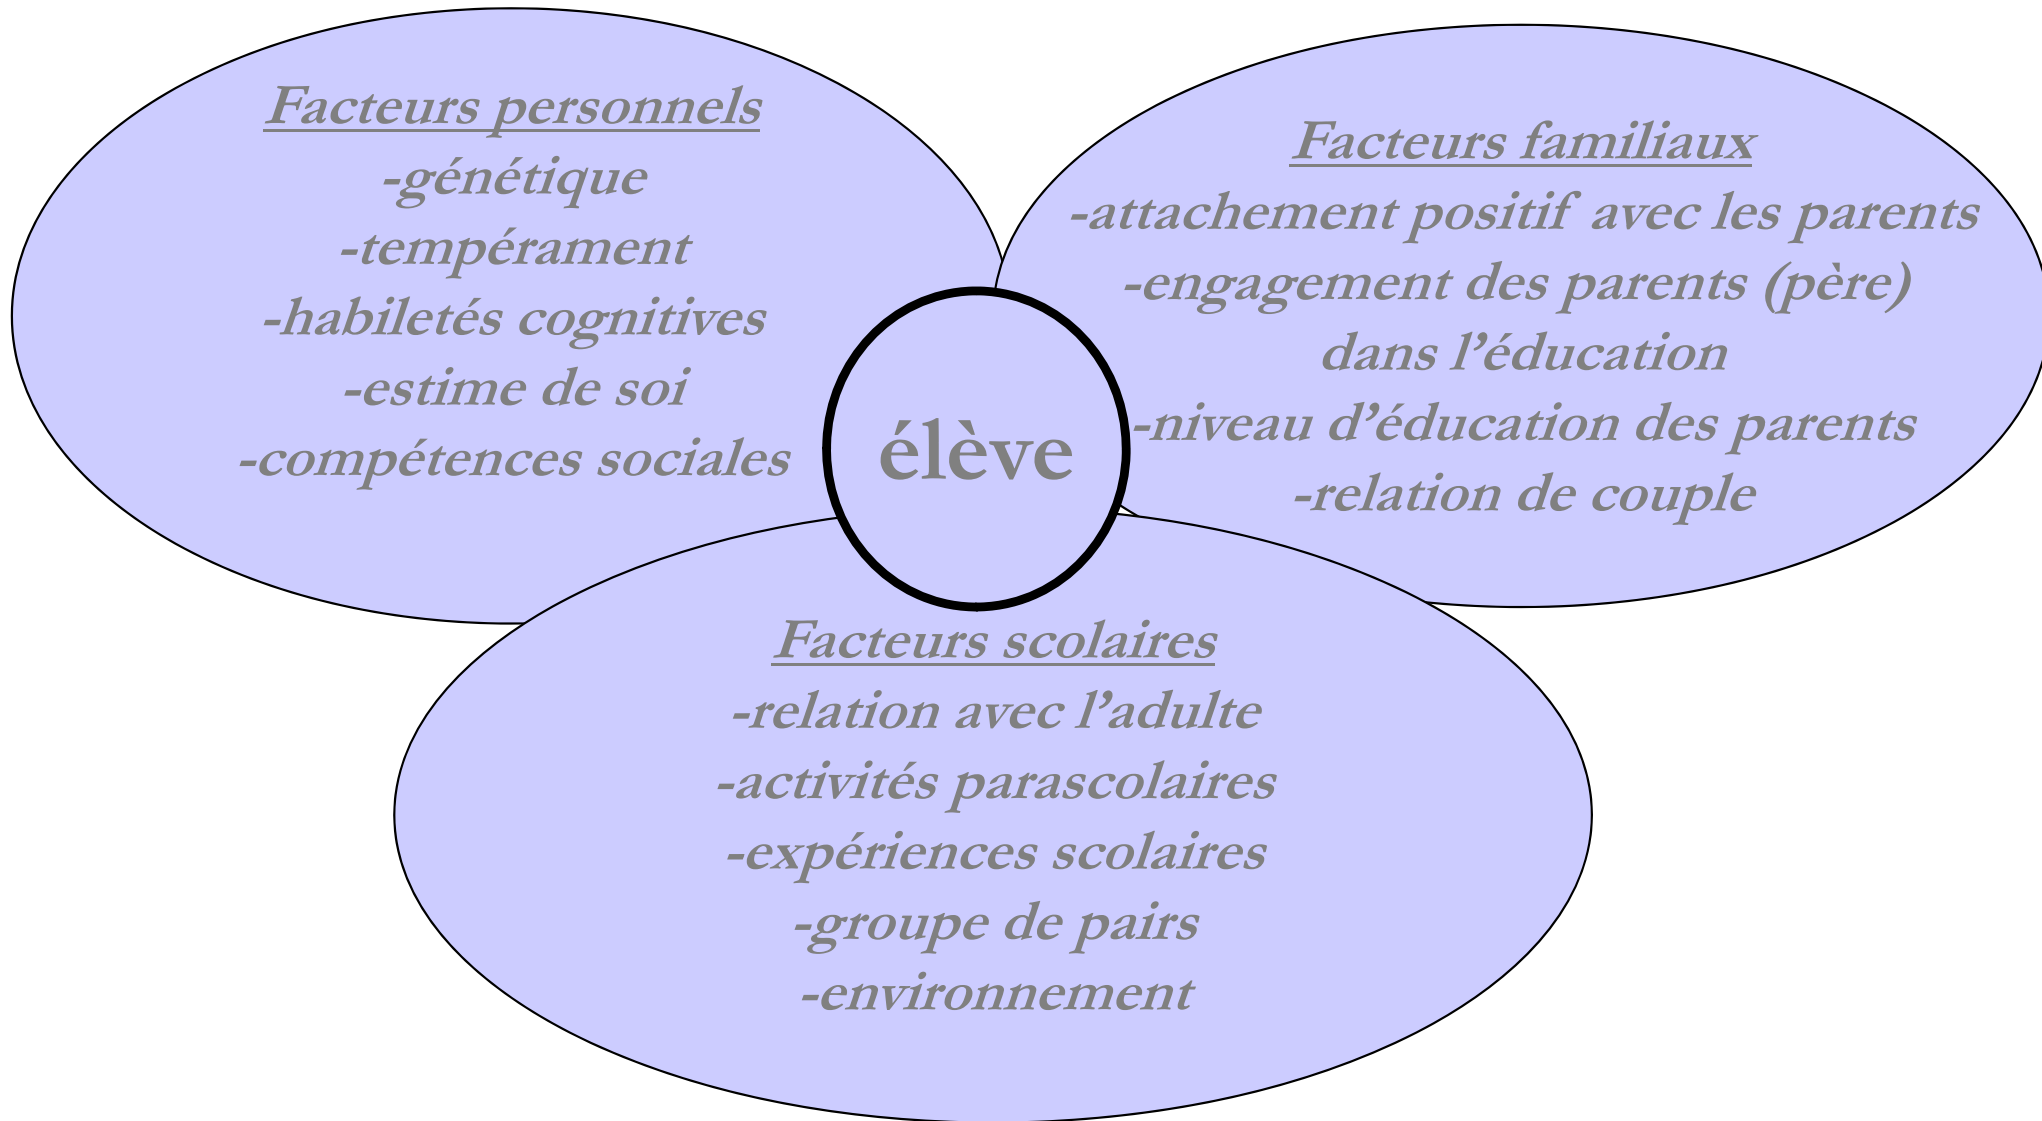 Facteurs personnels
-génétique
-tempérament
-habiletés cognitives
-estime de soi
-compétences sociales
Facteurs familiaux
-attachement positif avec les parents
-engagement des parents (père)
dans l’éducation
-niveau d’éducation des parents
-relation de couple
élève
Facteurs scolaires
-relation avec l’adulte
-activités parascolaires
-expériences scolaires
-groupe de pairs
-environnement